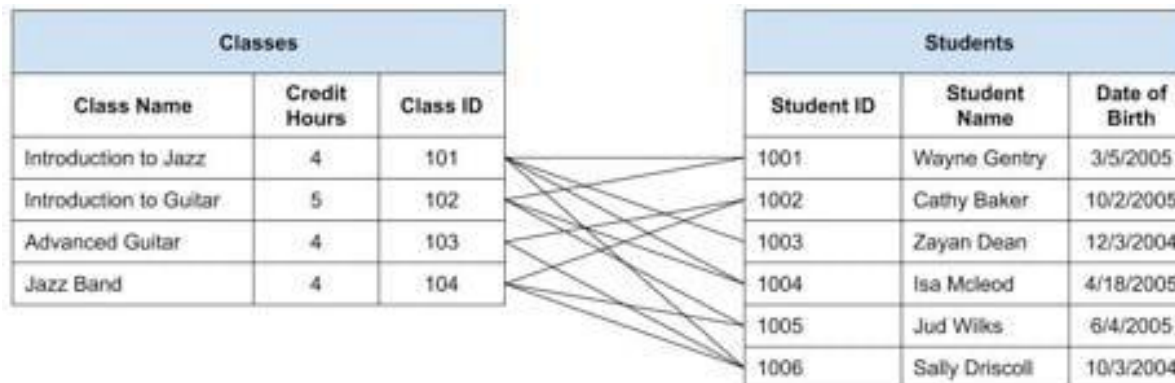 Classes
Class Name Credit Hours Class ID
Introduction to Jazz 4 101
Introduction to Guitar 5 102
Advanced Guitar 4 103
Jazz Band 4 104
Students
Student ID Student Name Date of Birth
1001 Wayne Gentry 3/5/2005
1002 Cathy Baker 10/2/2005
1003 Zayan Dean 12/3/2004
1004 Isa Mcleod 4/18/2005
1005 Jud Wilks 6/4/2005
1006 Sally Driscoll 10/3/2004